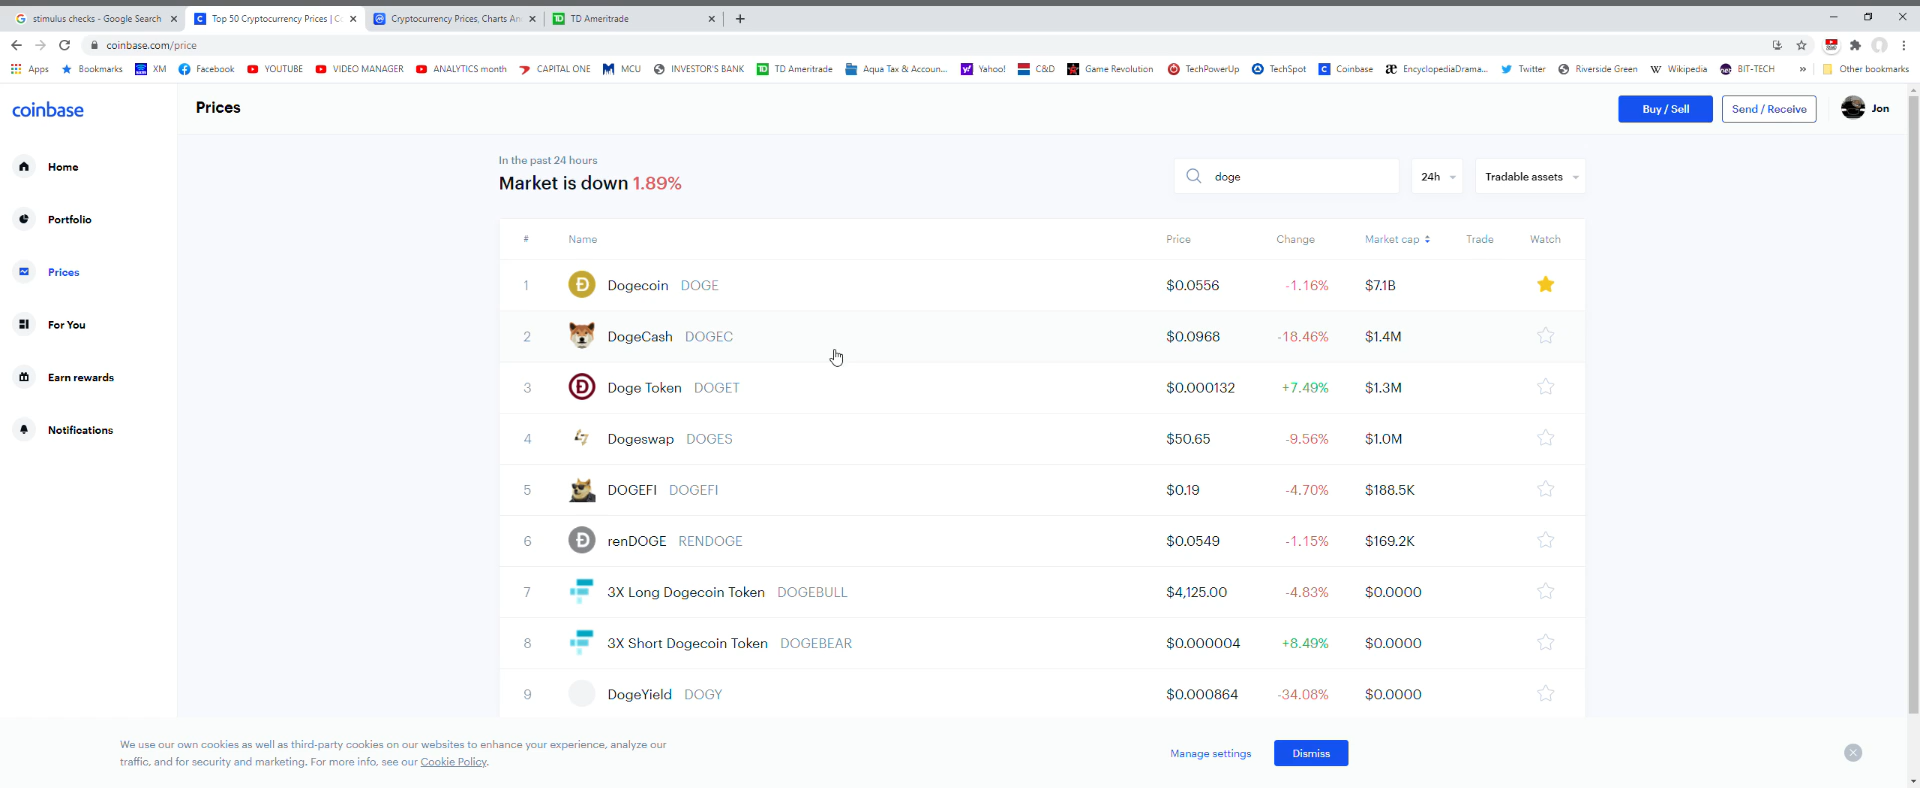 stimulus checks - Google Search
Top 50 Cryptocurrency Prices | C
Cryptocurrency Prices, Charts An
TD Ameritrade
coinbase.com/price
Apps Bookmarks XM Facebook YOUTUBE VIDEO MANAGER ANALYTICS month CAPITAL ONE MCU INVESTOR'S BANK TD Ameritrade Aqua Tax & Accoun... Yahoo! C&D Game Revolution TechPowerUp TechSpot Coinbase EncyclopediaDrama... Twitter Riverside Green Wikipedia BIT-TECH » Other bookmarks
coinbase
Prices
Buy / Sell
Send / Receive
Jon
Home
Portfolio
Prices
For You
Earn rewards
Notifications
In the past 24 hours
Market is down 1.89%
doge
24h
Tradable assets
# Name Price Change Market cap Trade Watch
1 Dogecoin DOGE $0.0556 -1.16% $7.1B
2 DogeCash DOGEC $0.0968 -18.46% $1.4M
3 Doge Token DOGET $0.000132 +7.49% $1.3M
4 Dogeswap DOGES $50.65 -9.56% $1.0M
5 DOGEFI DOGEFI $0.19 -4.70% $188.5K
6 renDOGE RENDOGE $0.0549 -1.15% $169.2K
7 3X Long Dogecoin Token DOGEBULL $4,125.00 -4.83% $0.0000
8 3X Short Dogecoin Token DOGEBEAR $0.000004 +8.49% $0.0000
9 DogeYield DOGY $0.000864 -34.08% $0.0000
We use our own cookies as well as third-party cookies on our websites to enhance your experience, analyze our
traffic, and for security and marketing. For more info, see our Cookie Policy.
Manage settings
Dismiss